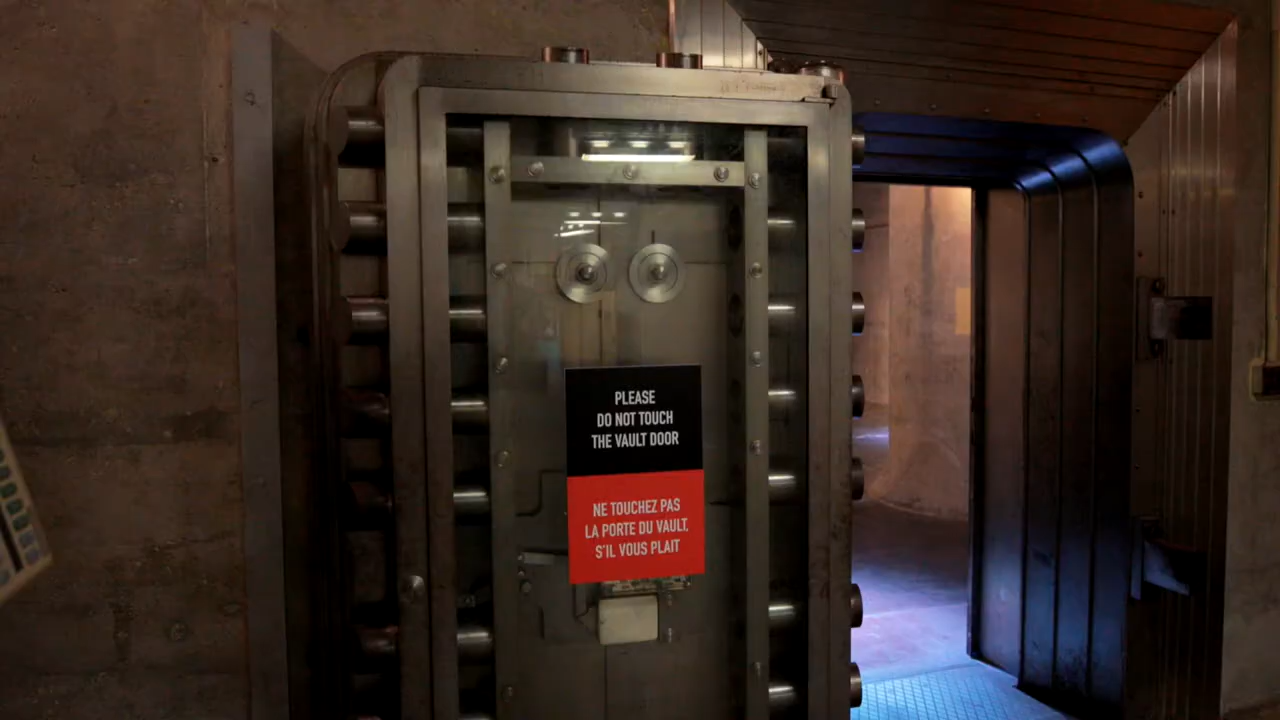 PLEASE
DO NOT TOUCH
THE VAULT DOOR
NE TOUCHEZ PAS
LA PORTE DU VAULT,
S'IL VOUS PLAIT